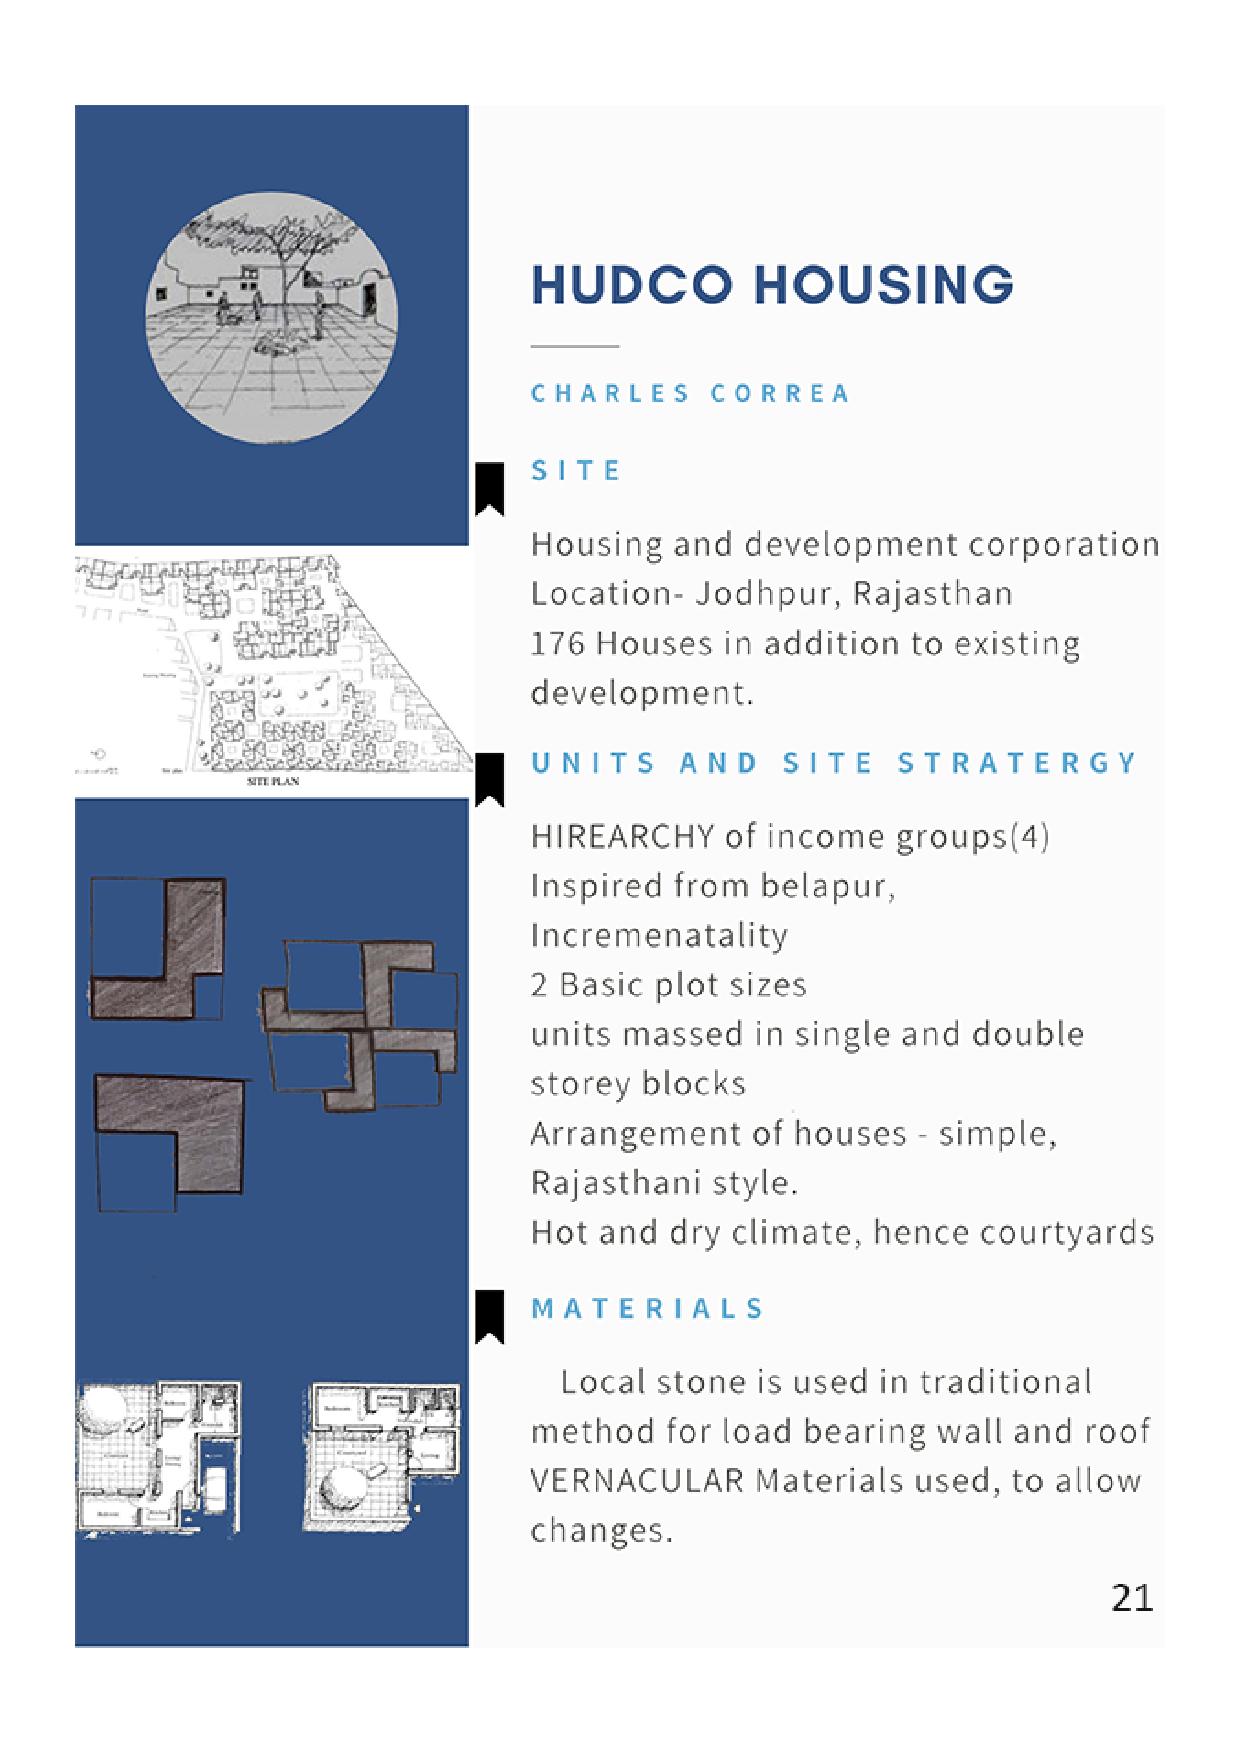 HUDCO HOUSING
CHARLES CORREA
SITE
Housing and development corporation
Location- Jodhpur, Rajasthan
176 Houses in addition to existing
development.
SITE PLAN
UNITS AND SITE STRATERGY
HIREARCHY of income groups(4)
Inspired from belapur,
Incremenatality
2 Basic plot sizes
units massed in single and double
storey blocks
Arrangement of houses - simple,
Rajasthani style.
Hot and dry climate, hence courtyards
MATERIALS
Local stone is used in traditional
method for load bearing wall and roof
VERNACULAR Materials used, to allow
changes.
21